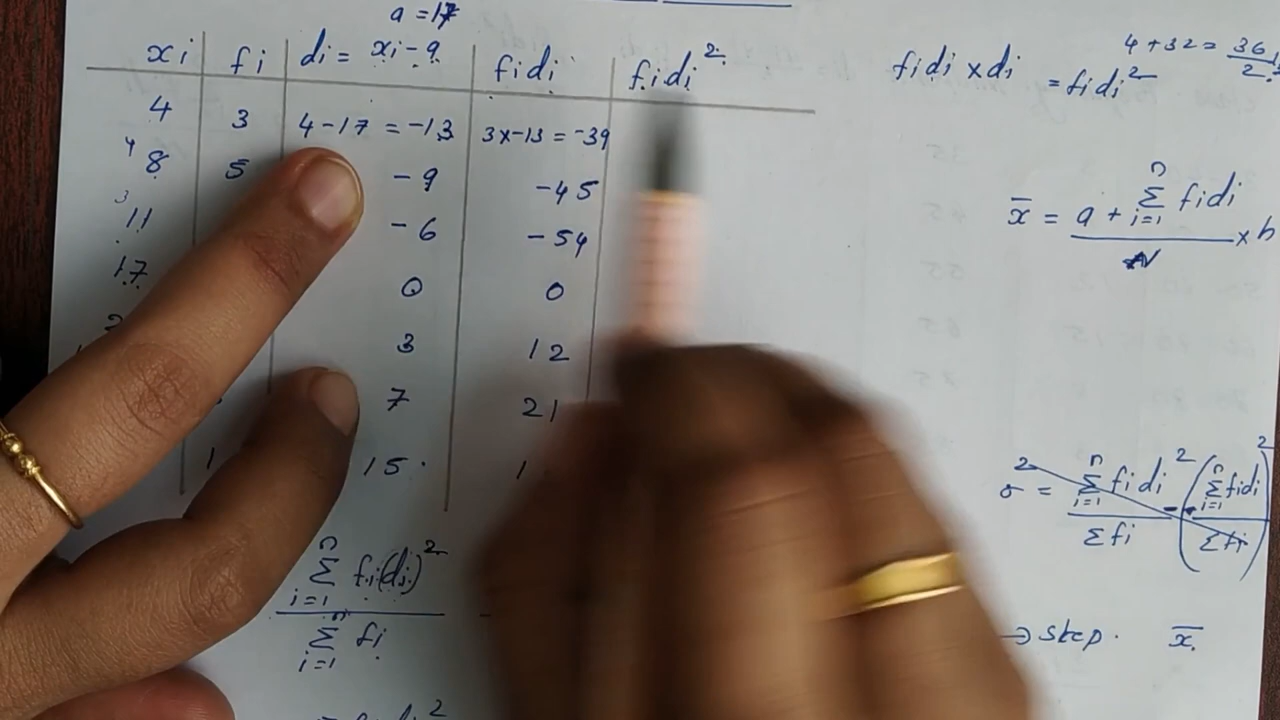 a = 17
xi fi di = xi - a fidi fidi²
4 3 4 - 17 = -13 3 x -13 = -39
8 5 -9 -45
11 -6 -54
17 0 0
3 12
7 21
15.
n Σ i=1 fi(di)²
n Σ i=1 fi
4 + 32 = 36/2
fidi x di = fidi²
x̄ = a + n Σ i=1 fidi / N x h
σ² = n Σ i=1 fidi² / Σfi - (n Σ i=1 fidi / Σfi)²
→ step. x̄.